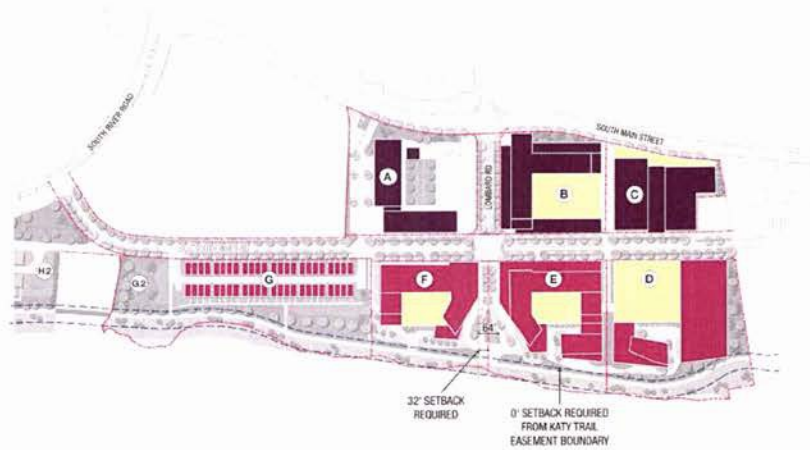 SOUTH RIVER ROAD
SOUTH MAIN STREET
LOMBARD RD
A
B
C
H2
G2
G
F
E
D
64'
32' SETBACK
REQUIRED
0' SETBACK REQUIRED
FROM KATY TRAIL
EASEMENT BOUNDARY